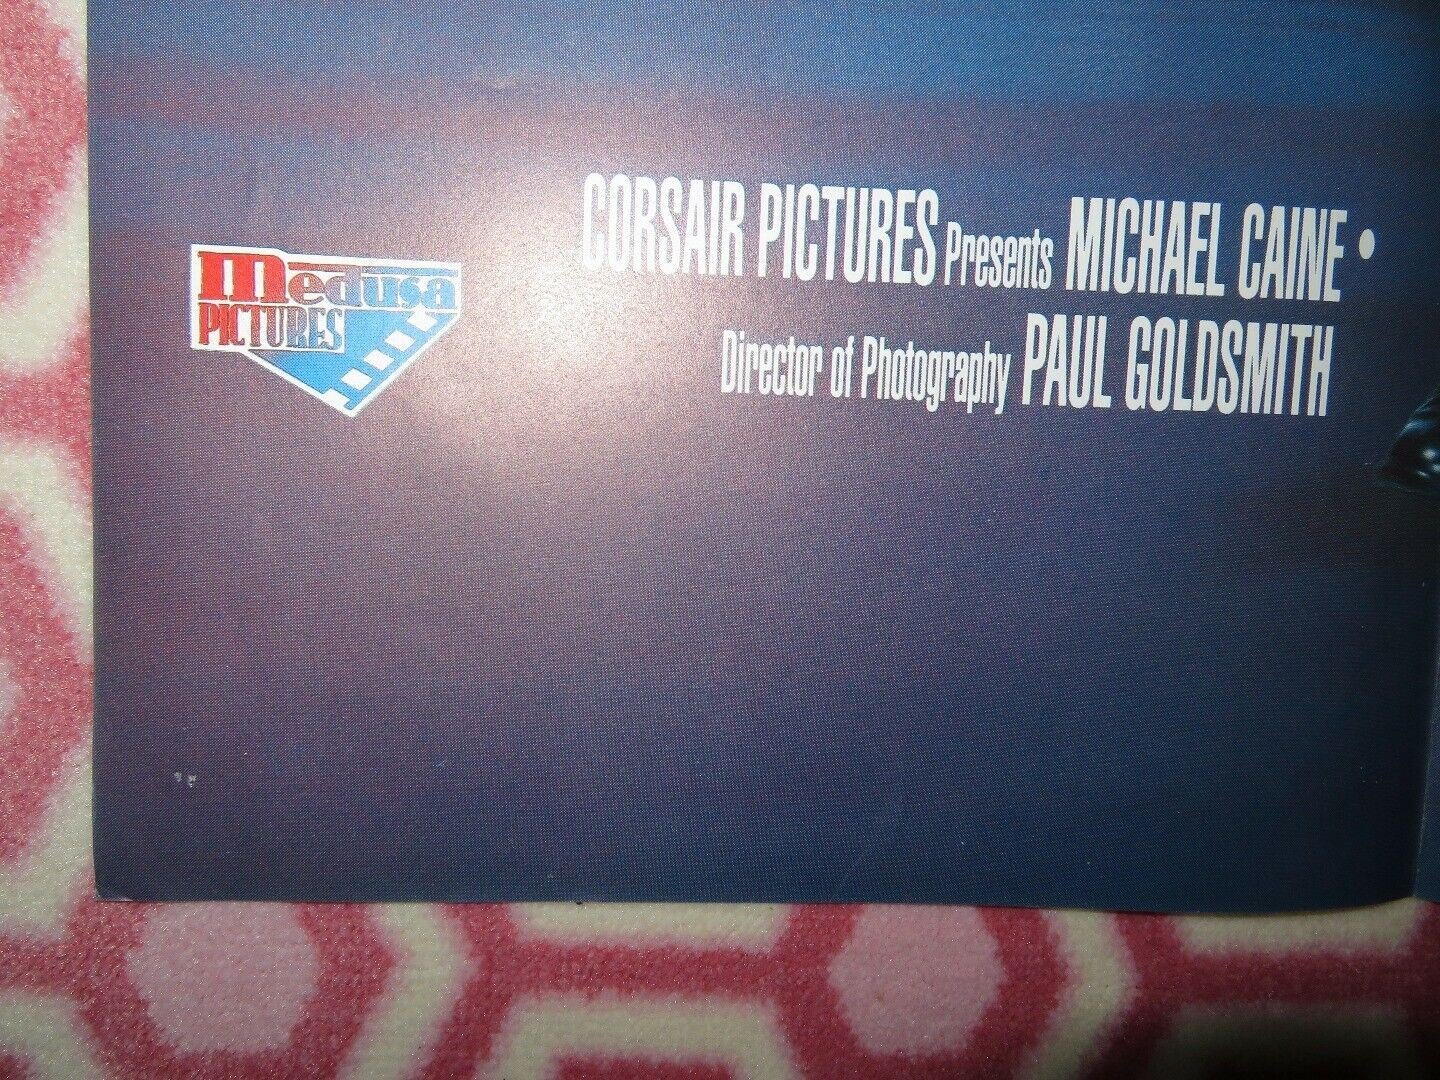 Medusa
PICTURES
CORSAIR PICTURES Presents MICHAEL CAINE •
Director of Photography PAUL GOLDSMITH